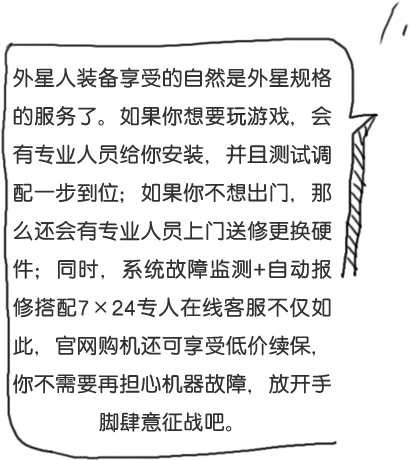 外星人装备享受的自然是外星规格
的服务了。如果你想要玩游戏，会
有专业人员给你安装，并且测试调
配一步到位；如果你不想出门，那
么还会有专业人员上门送修更换硬
件；同时，系统故障监测+自动报
修搭配7×24专人在线客服不仅如
此，官网购机还可享受低价续保，
你不需要再担心机器故障，放开手
脚肆意征战吧。